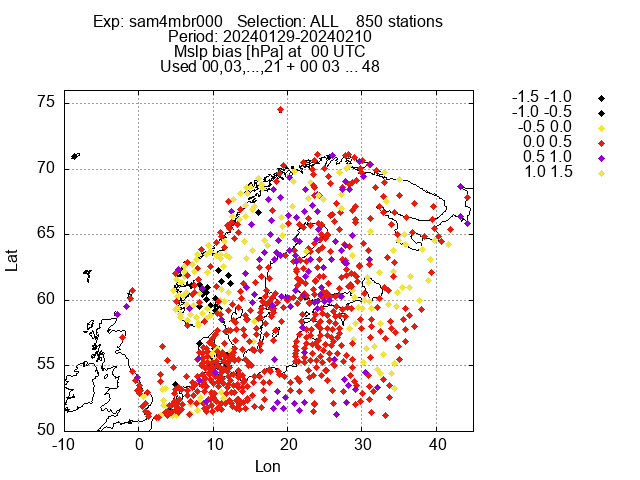 Exp: sam4mbr000   Selection: ALL    850 stations
Period: 20240129-20240210
Mslp bias [hPa] at  00 UTC
Used 00,03,...,21 + 00 03 ... 48
-1.5 -1.0
-1.0 -0.5
-0.5 0.0
0.0 0.5
0.5 1.0
1.0 1.5
75
70
65
60
55
50
Lat
-10 0 10 20 30 40
Lon